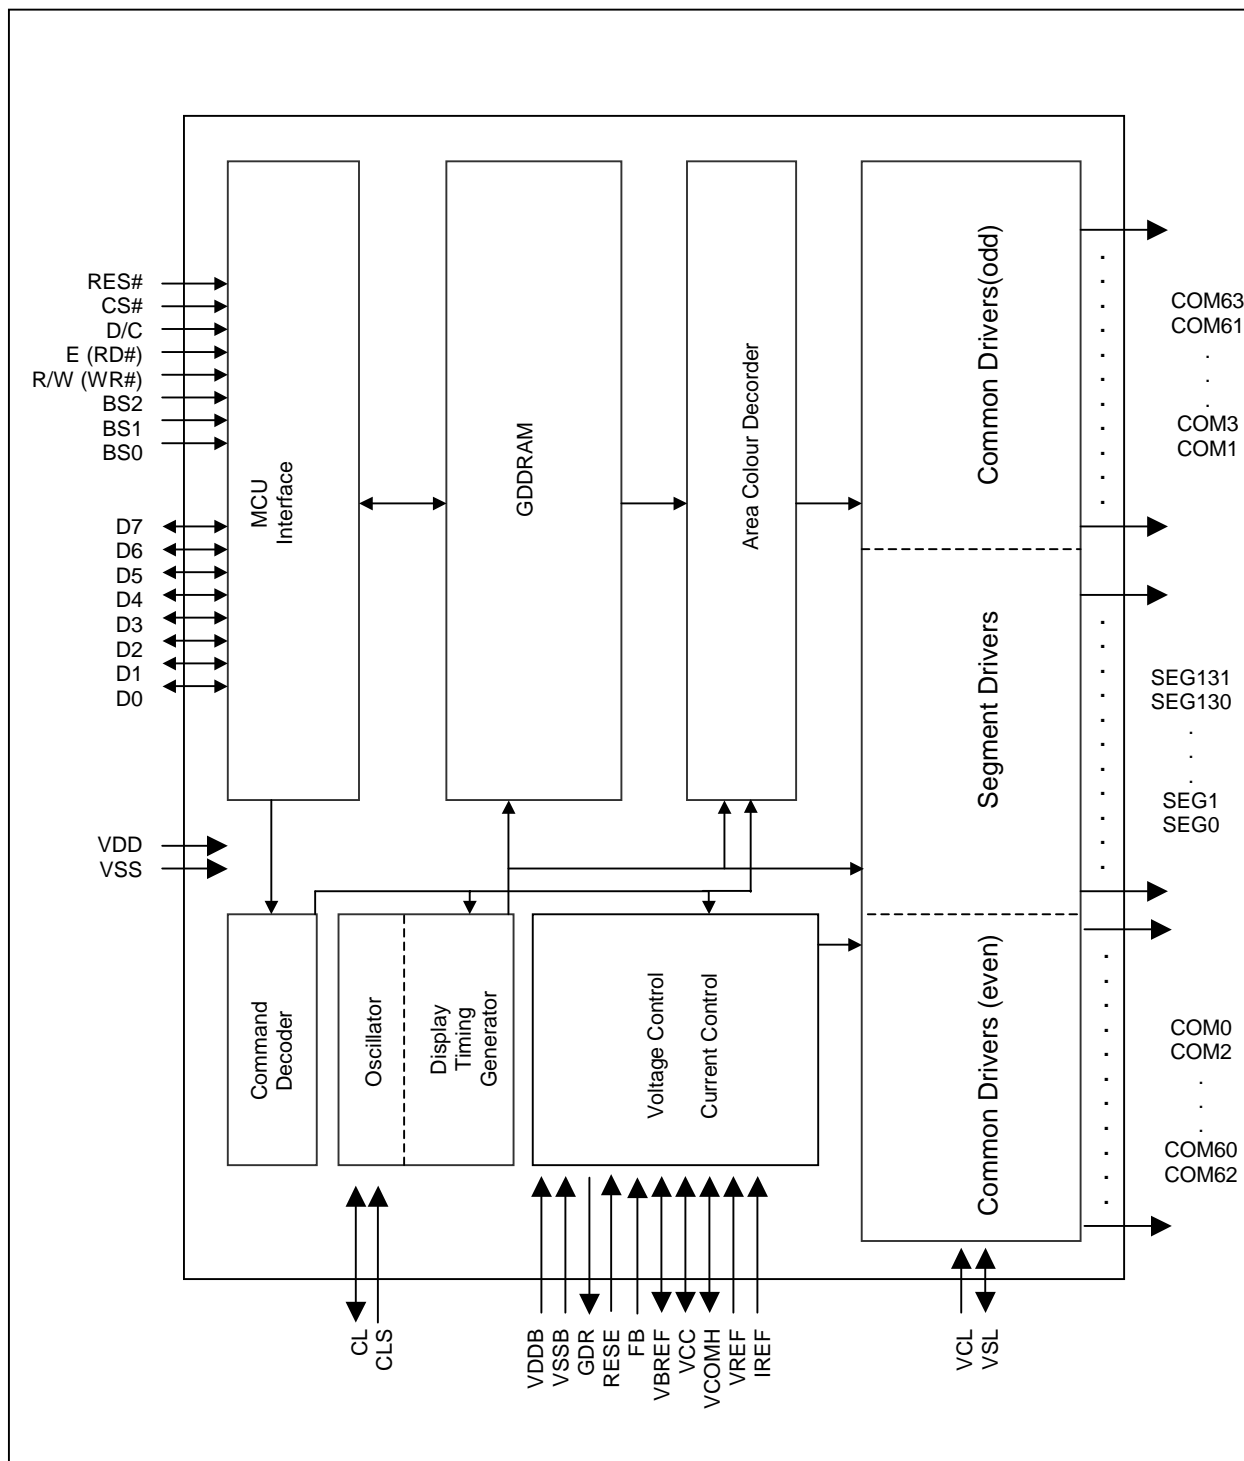 RES#
CS#
D/C
E (RD#)
R/W (WR#)
BS2
BS1
BS0
D7
D6
D5
D4
D3
D2
D1
D0
VDD
VSS
MCU
Interface
GDDRAM
Area Colour Decorder
Common Drivers(odd)
Segment Drivers
Common Drivers (even)
Command
Decoder
Oscillator
Display
Timing
Generator
Voltage Control
Current Control
COM63
COM61
.
.
.
COM3
COM1
SEG131
SEG130
.
.
.
SEG1
SEG0
COM0
COM2
.
.
.
COM60
COM62
CL
CLS
VDDB
VSSB
GDR
RESE
FB
VBREF
VCC
VCOMH
VREF
IREF
VCL
VSL